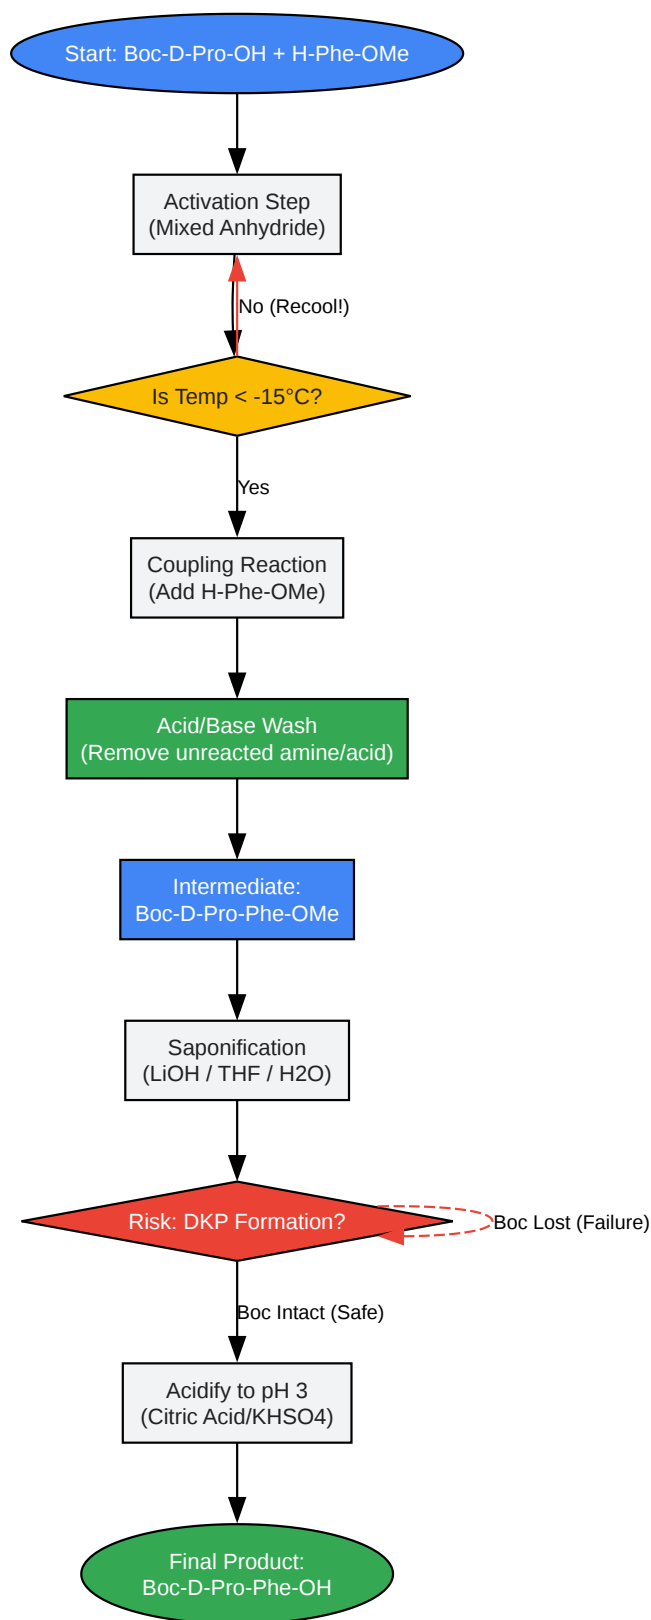 Start: Boc-D-Pro-OH + H-Phe-OMe
Activation Step
(Mixed Anhydride)
No (Recool!)
Is Temp < -15°C?
Yes
Coupling Reaction
(Add H-Phe-OMe)
Acid/Base Wash
(Remove unreacted amine/acid)
Intermediate:
Boc-D-Pro-Phe-OMe
Saponification
(LiOH / THF / H2O)
Risk: DKP Formation?
Boc Lost (Failure)
Boc Intact (Safe)
Acidify to pH 3
(Citric Acid/KHSO4)
Final Product:
Boc-D-Pro-Phe-OH